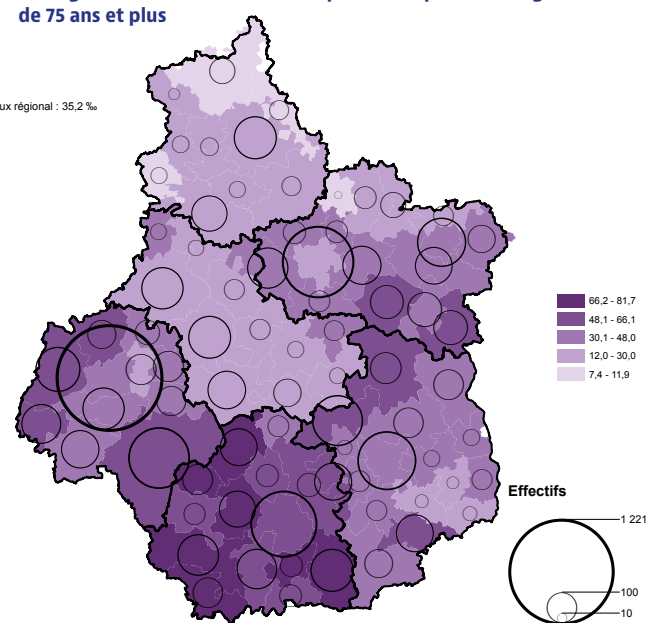 de 75 ans et plus
ux régional : 35,2 ‰
66,2 - 81,7
48,1 - 66,1
30,1 - 48,0
12,0 - 30,0
7,4 - 11,9
Effectifs
1 221
100
10